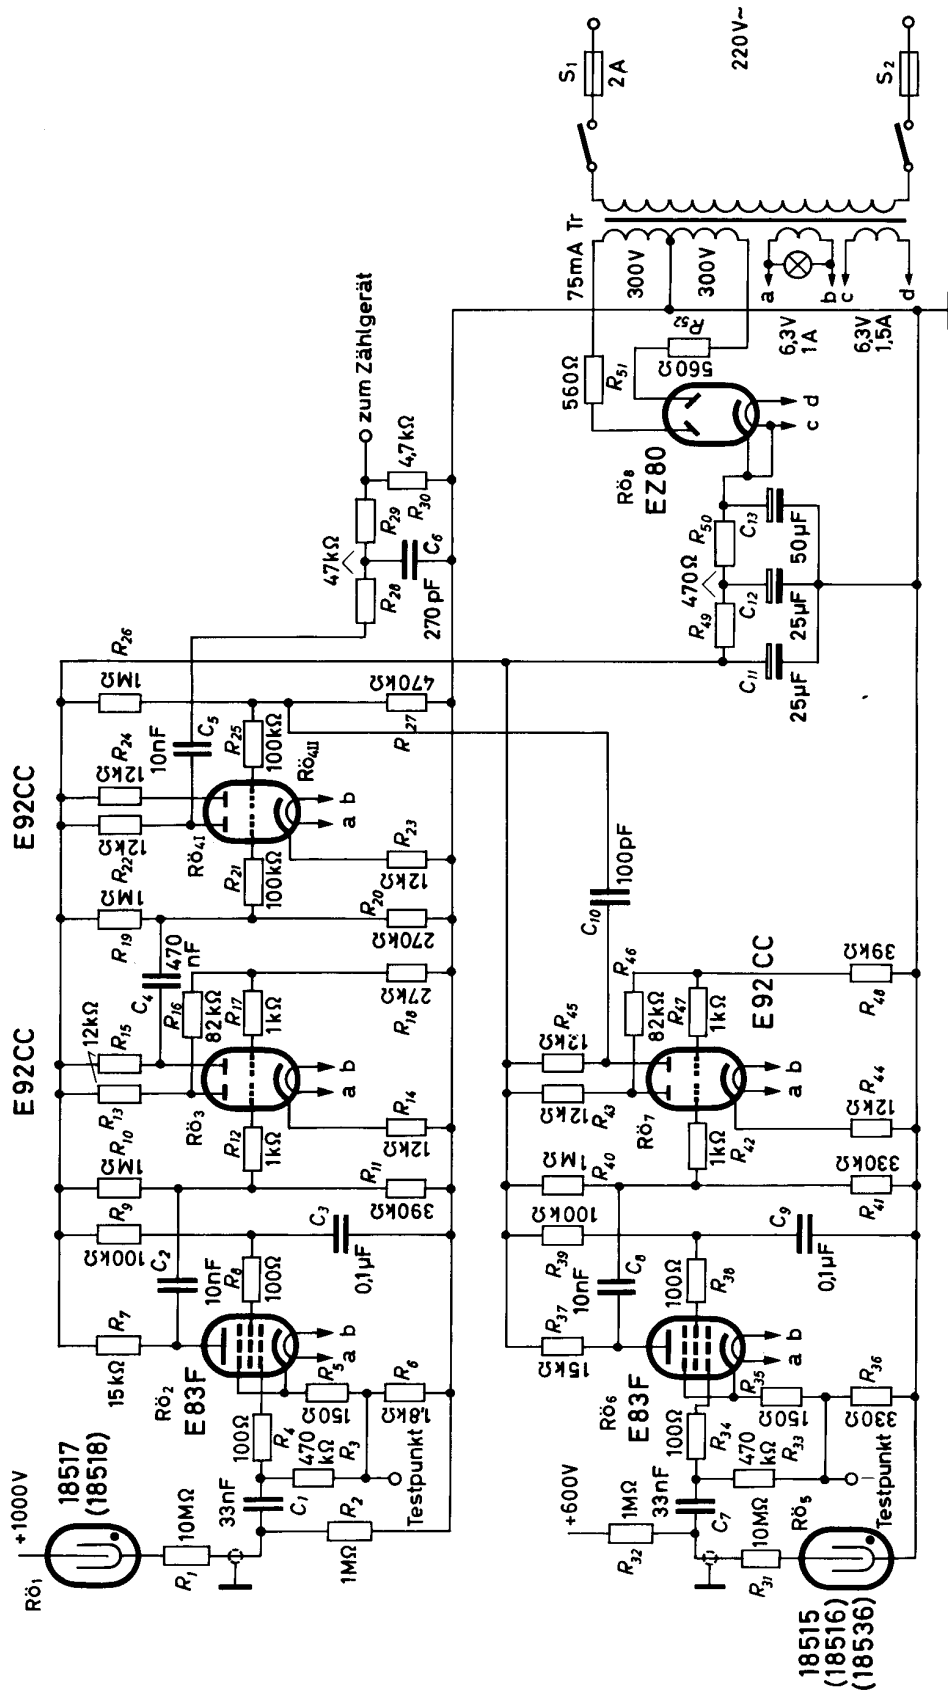 +1000V
Rö1
18517
(18518)
R1
10MΩ
33nF
C1
R2
1MΩ
Testpunkt
R3
470
kΩ
R4
100Ω
Rö2
E83F
a
b
15kΩ
R7
R5
150Ω
R6
1,8kΩ
C2
10nF
R8
100Ω
R9
100kΩ
C3
0,1µF
R10
1MΩ
R11
390kΩ
R12
1kΩ
E92CC
Rö3
a
b
R13
12kΩ
R15
R14
12kΩ
C4
470
nF
R16
82kΩ
R17
1kΩ
R18
27kΩ
R19
1MΩ
R20
270kΩ
R21
100kΩ
E92CC
Rö4I
Rö4II
a
b
R22
12kΩ
R24
12kΩ
R23
12kΩ
10nF
C5
R25
100kΩ
R26
1MΩ
R27
470kΩ
R28
47kΩ
R29
C6
270pF
R30
4,7kΩ
zum Zählgerät
+600V
R32
1MΩ
33nF
C7
R31
10MΩ
Rö5
18515
(18516)
(18536)
Testpunkt
R33
470
kΩ
R34
100Ω
Rö6
E83F
a
b
15kΩ
R37
R35
150Ω
R36
330Ω
10nF
C8
R38
100Ω
R39
100kΩ
C9
0,1µF
R40
1MΩ
R41
330kΩ
R42
1kΩ
Rö7
E92CC
a
b
R43
12kΩ
R45
12kΩ
R44
12kΩ
R46
82kΩ
R47
1kΩ
R48
39kΩ
C10
100pF
R49
470Ω
R50
C11
25µF
C12
25µF
C13
50µF
Rö8
EZ80
c
d
560Ω
R51
R52
560Ω
75mA
Tr
300V
300V
a
b
6,3V
1A
c
d
6,3V
1,5A
S1
2A
220V~
S2